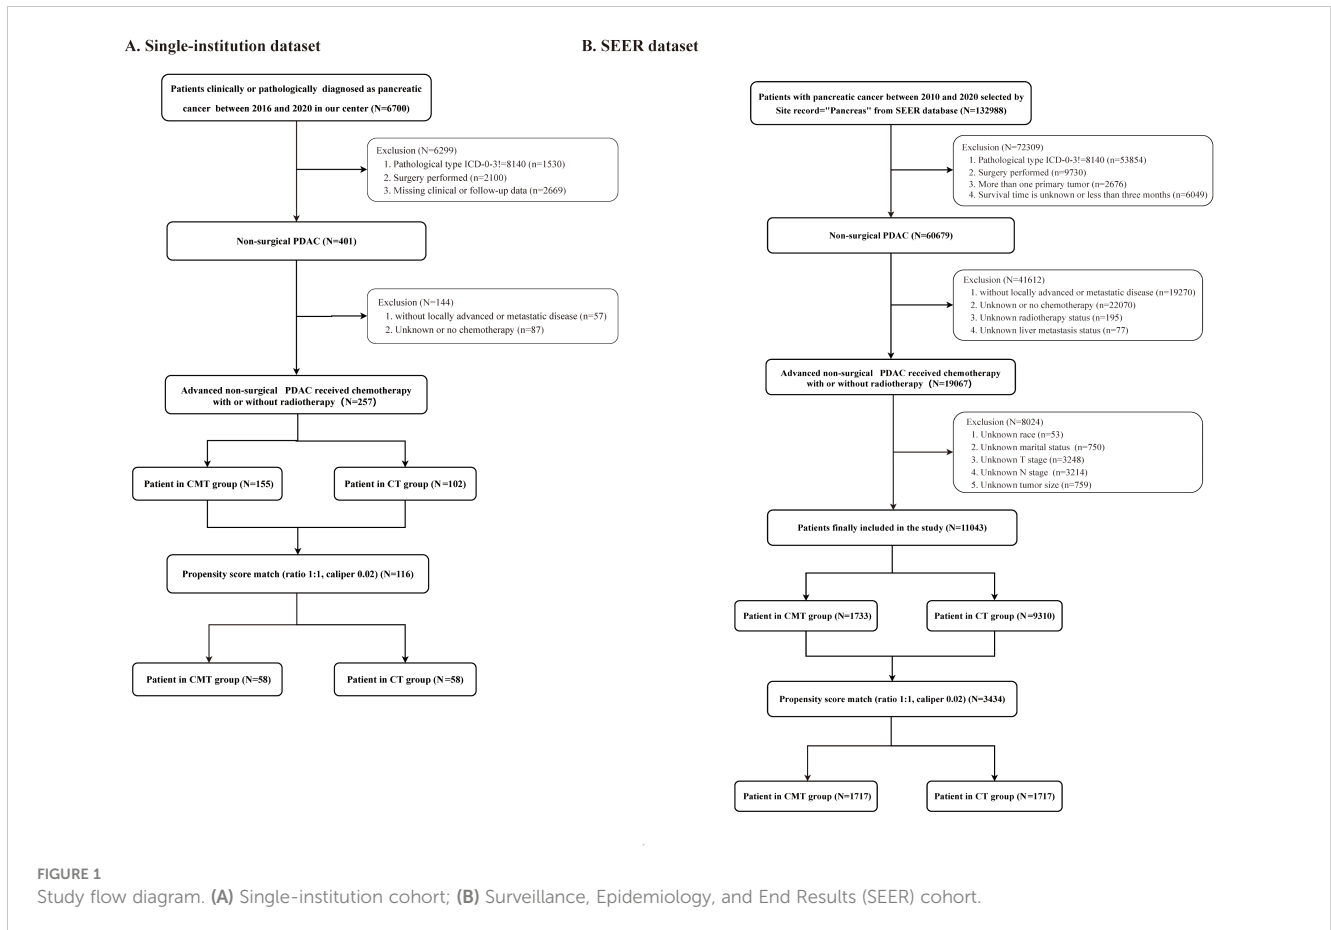 A. Single-institution dataset
Patients clinically or pathologically diagnosed as pancreatic
cancer between 2016 and 2020 in our center (N=6700)
Exclusion (N=6299)
1. Pathological type ICD-0-3!=8140 (n=1530)
2. Surgery performed (n=2100)
3. Missing clinical or follow-up data (n=2669)
Non-surgical PDAC (N=401)
Exclusion (N=144)
1. without locally advanced or metastatic disease (n=57)
2. Unknown or no chemotherapy (n=87)
Advanced non-surgical PDAC received chemotherapy
with or without radiotherapy (N=257)
Patient in CMT group (N=155)
Patient in CT group (N=102)
Propensity score match (ratio 1:1, caliper 0.02) (N=116)
Patient in CMT group (N=58)
Patient in CT group (N=58)
B. SEER dataset
Patients with pancreatic cancer between 2010 and 2020 selected by
Site record="Pancreas" from SEER database (N=132988)
Exclusion (N=72309)
1. Pathological type ICD-0-3!=8140 (n=53854)
2. Surgery performed (n=9730)
3. More than one primary tumor (n=2676)
4. Survival time is unknown or less than three months (n=6049)
Non-surgical PDAC (N=60679)
Exclusion (N=41612)
1. without locally advanced or metastatic disease (n=19270)
2. Unknown or no chemotherapy (n=22070)
3. Unknown radiotherapy status (n=195)
4. Unknown liver metastasis status (n=77)
Advanced non-surgical PDAC received chemotherapy
with or without radiotherapy (N=19067)
Exclusion (N=8024)
1. Unknown race (n=53)
2. Unknown marital status (n=750)
3. Unknown T stage (n=3248)
4. Unknown N stage (n=3214)
5. Unknown tumor size (n=759)
Patients finally included in the study (N=11043)
Patient in CMT group (N=1733)
Patient in CT group (N=9310)
Propensity score match (ratio 1:1, caliper 0.02) (N=3434)
Patient in CMT group (N=1717)
Patient in CT group (N=1717)
FIGURE 1
Study flow diagram. (A) Single-institution cohort; (B) Surveillance, Epidemiology, and End Results (SEER) cohort.